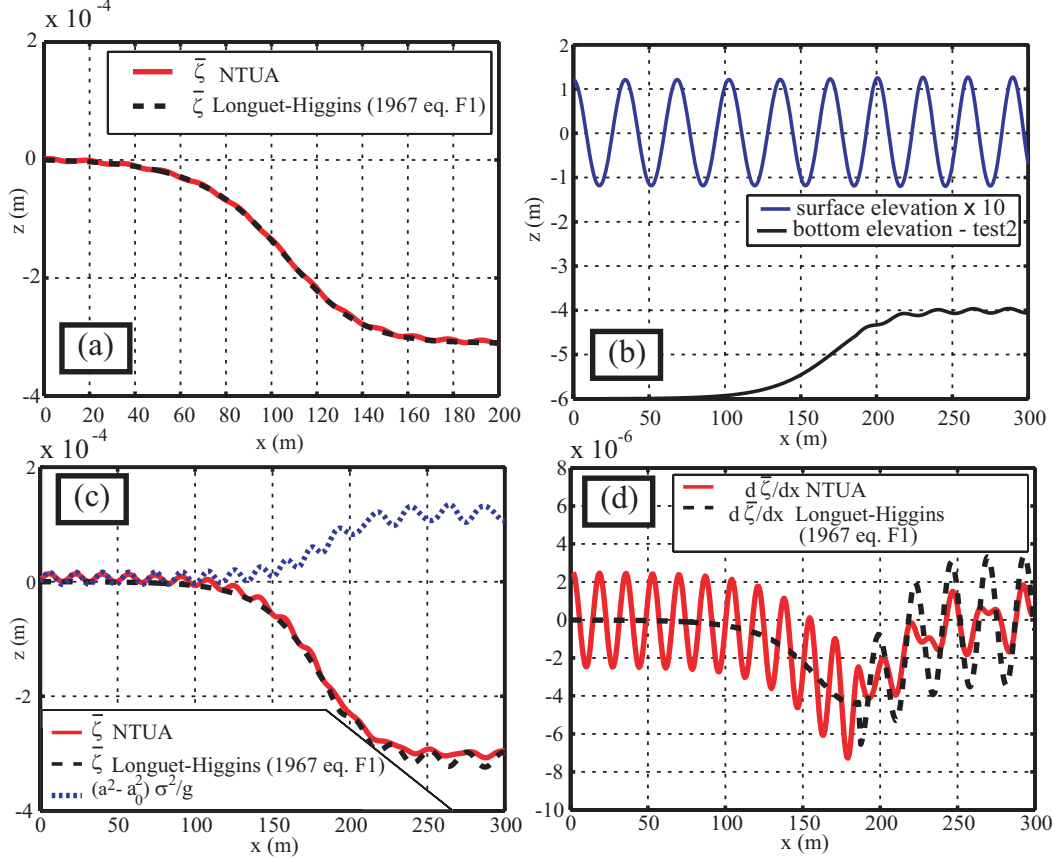 x 10 -4
2
ζ̅ NTUA
ζ̅ Longuet-Higgins (1967 eq. F1)
0
z (m)
-2
(a)
-4
0 20 40 60 80 100 120 140 160 180 200
x (m)
2
1
0
-1
surface elevation x 10
bottom elevation - test2
z (m)
-2
-3
-4
(b)
-5
-6
0 50 100 150 200 250 300
x (m)
x 10 -4
2
(c)
0
z (m)
-2
ζ̅ NTUA
ζ̅ Longuet-Higgins (1967 eq. F1)
(a²- a₀²) σ²/g
-4
0 50 100 150 200 250 300
x (m)
x 10 -6
8
d ζ̅/dx NTUA
d ζ̅/dx Longuet-Higgins
(1967 eq. F1)
(d)
6
4
2
0
-2
-4
-6
-8
-10
0 50 100 150 200 250 300
x (m)